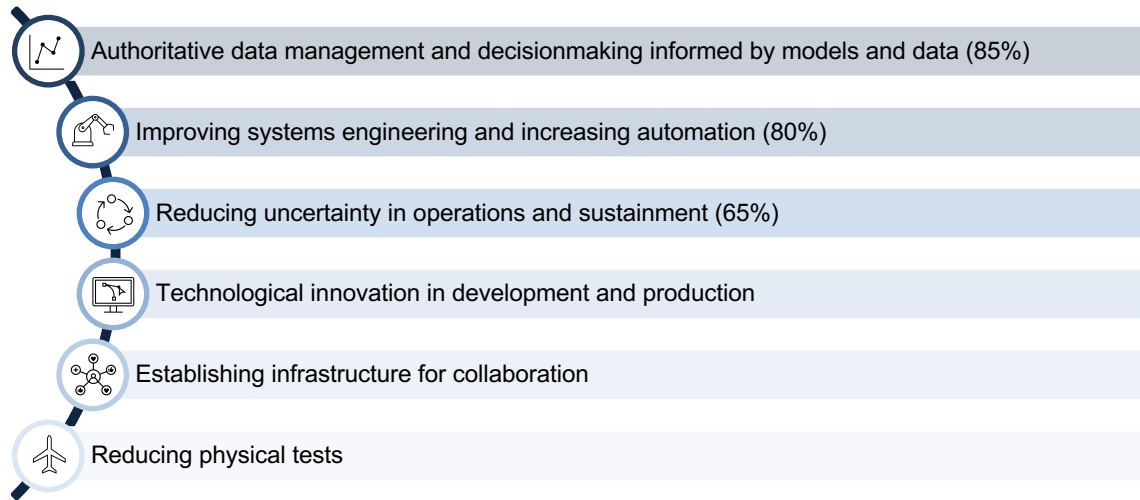 Authoritative data management and decisionmaking informed by models and data (85%)
Improving systems engineering and increasing automation (80%)
Reducing uncertainty in operations and sustainment (65%)
Technological innovation in development and production
Establishing infrastructure for collaboration
Reducing physical tests